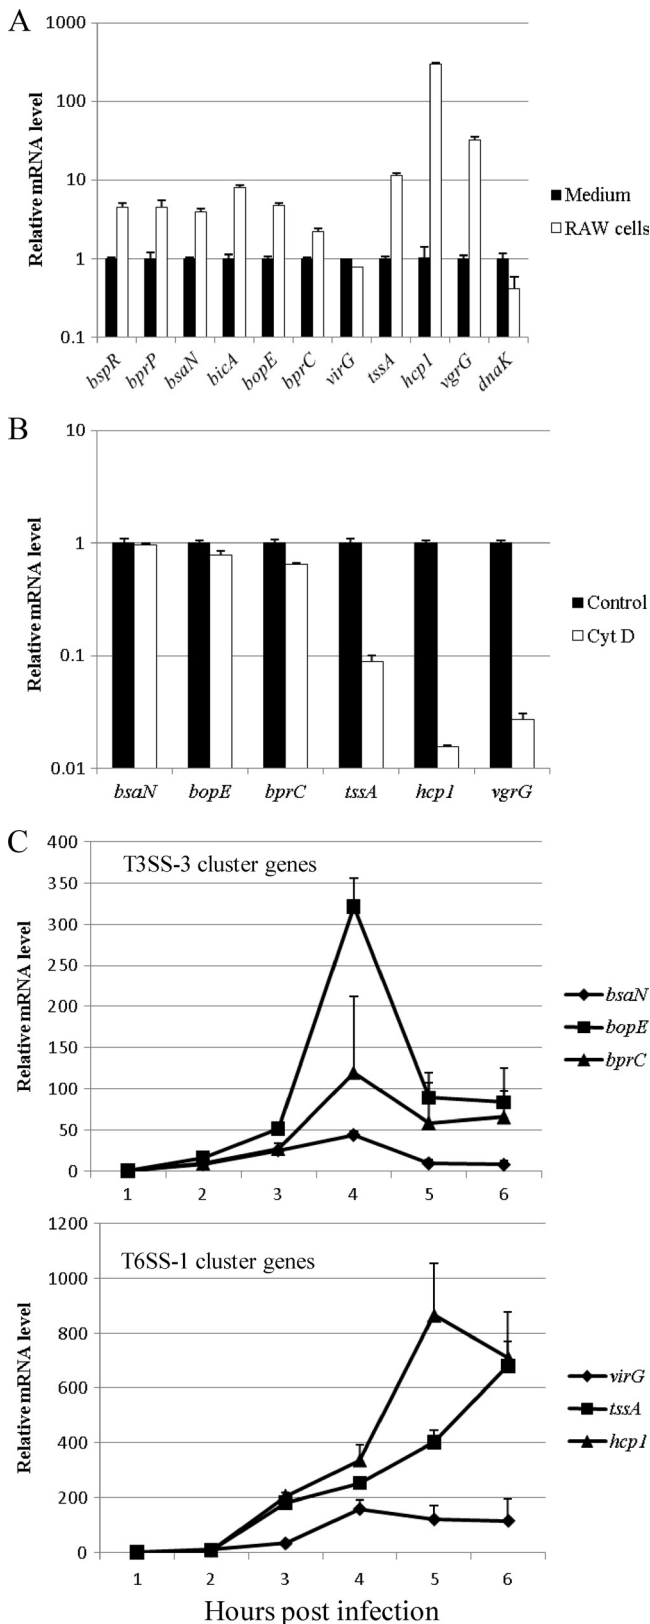 A
Relative mRNA level
1000
100
10
1
0.1
bspR bprP bsaN bicA bopE bprC virG tssA hcp1 vgrG dnaK
Medium
RAW cells
B
Relative mRNA level
10
1
0.1
0.01
bsaN bopE bprC tssA hcp1 vgrG
Control
Cyt D
C
T3SS-3 cluster genes
Relative mRNA level
400
350
300
250
200
150
100
50
0
1 2 3 4 5 6
bsaN
bopE
bprC
T6SS-1 cluster genes
Relative mRNA level
1200
1000
800
600
400
200
0
1 2 3 4 5 6
virG
tssA
hcp1
Hours post infection